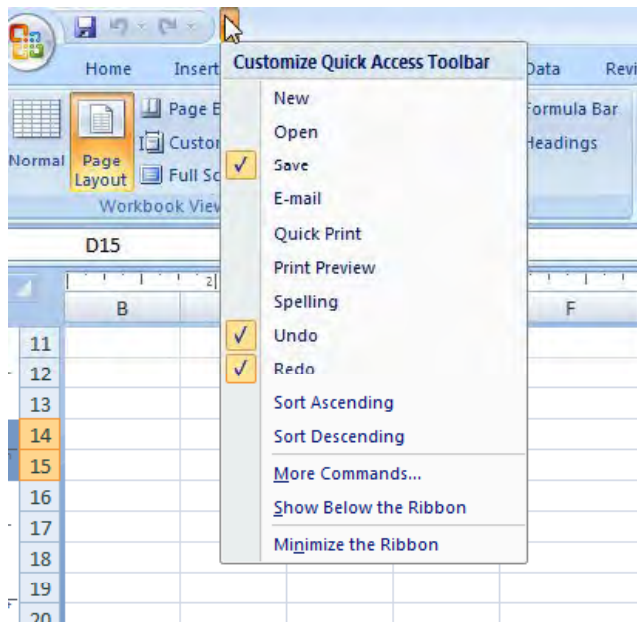 Home Insert Data Revi
Customize Quick Access Toolbar
New
Open
Save
E-mail
Quick Print
Print Preview
Spelling
Undo
Redo
Sort Ascending
Sort Descending
More Commands...
Show Below the Ribbon
Minimize the Ribbon
Normal
Page
Layout
Page B
Custom
Full Sc
Workbook View
Formula Bar
Headings
D15
2
B F
11
12
13
14
15
16
17
18
19
20